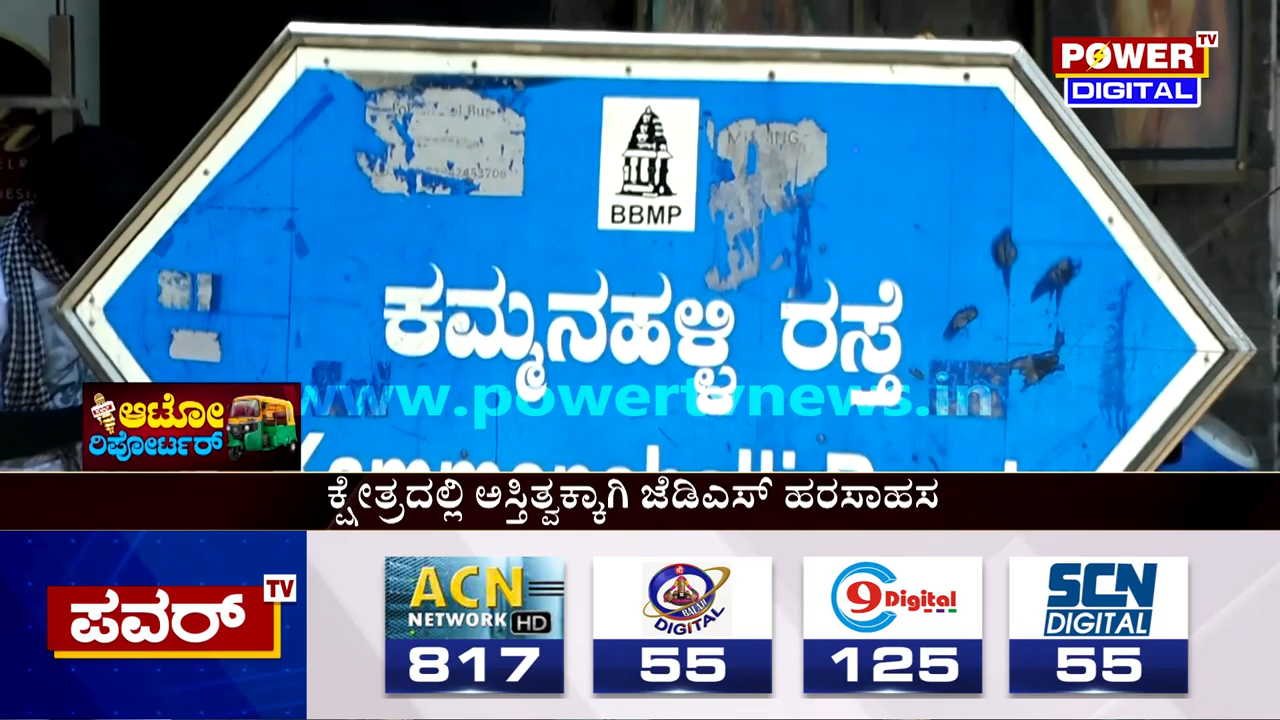 POWER TV
DIGITAL
BBMP
ಕಮ್ಮನಹಳ್ಳಿ ರಸ್ತೆ
www.powertvnews.in
ಆಟೋ
ರಿಪೋರ್ಟರ್
ಕ್ಷೇತ್ರದಲ್ಲಿ ಅಸ್ತಿತ್ವಕ್ಕಾಗಿ ಜೆಡಿಎಸ್ ಹರಸಾಹಸ
ಪವರ್ TV
ACN
NETWORK HD
817
BALAJI
DIGITAL
55
9 Digital
125
SCN
DIGITAL
55